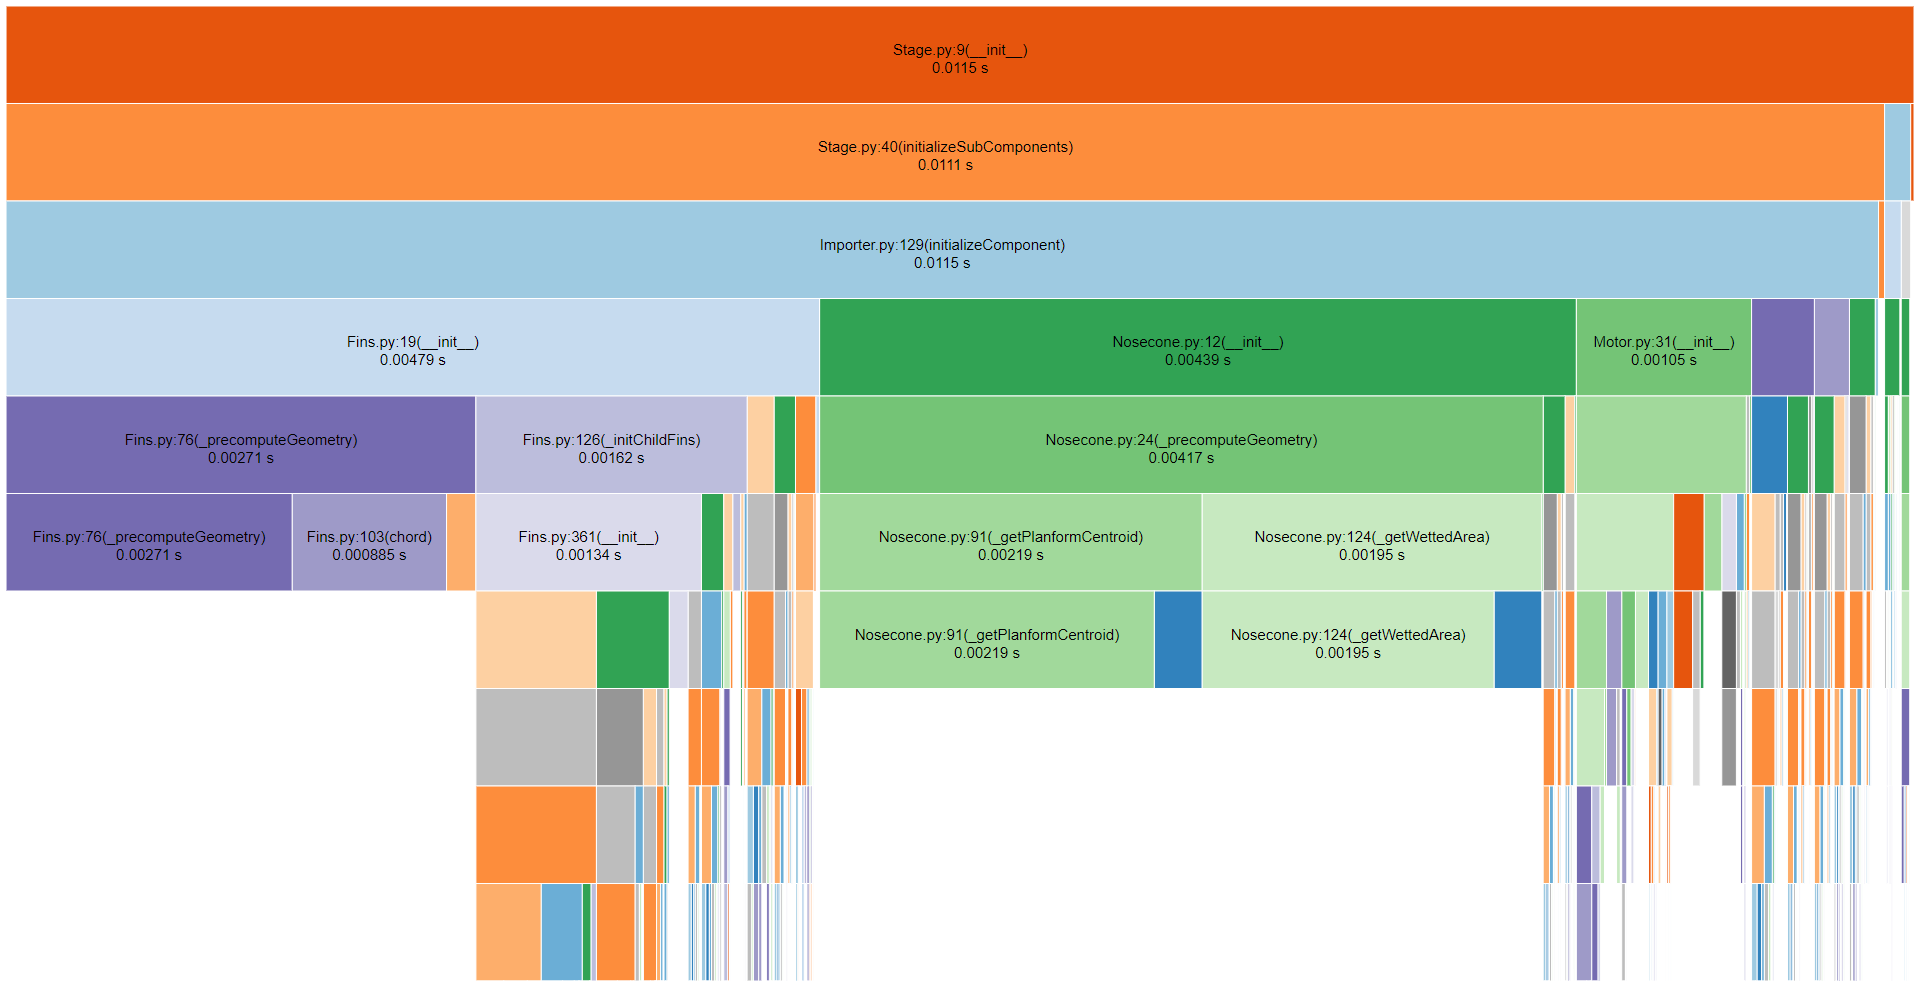 Stage.py:9(__init__)
0.0115 s
Stage.py:40(initializeSubComponents)
0.0111 s
Importer.py:129(initializeComponent)
0.0115 s
Fins.py:19(__init__)
0.00479 s
Nosecone.py:12(__init__)
0.00439 s
Motor.py:31(__init__)
0.00105 s
Fins.py:76(_precomputeGeometry)
0.00271 s
Fins.py:126(_initChildFins)
0.00162 s
Nosecone.py:24(_precomputeGeometry)
0.00417 s
Fins.py:76(_precomputeGeometry)
0.00271 s
Fins.py:103(chord)
0.000885 s
Fins.py:361(__init__)
0.00134 s
Nosecone.py:91(_getPlanformCentroid)
0.00219 s
Nosecone.py:124(_getWettedArea)
0.00195 s
Nosecone.py:91(_getPlanformCentroid)
0.00219 s
Nosecone.py:124(_getWettedArea)
0.00195 s